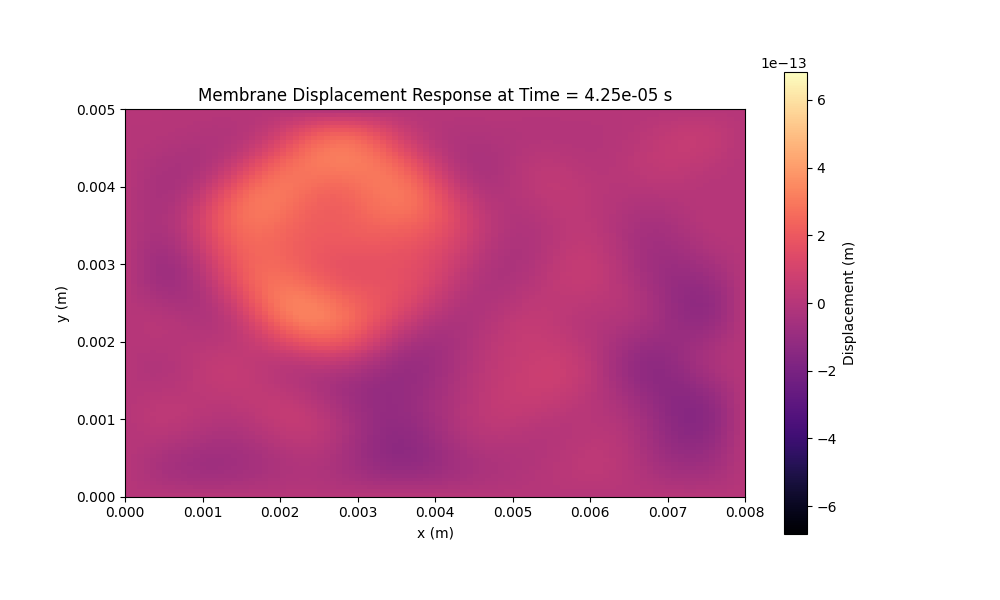 1e−13
Membrane Displacement Response at Time = 4.25e-05 s
0.005
0.004
0.003
0.002
0.001
0.000
y (m)
0.000 0.001 0.002 0.003 0.004 0.005 0.006 0.007 0.008
x (m)
6
4
2
0
−2
−4
−6
Displacement (m)